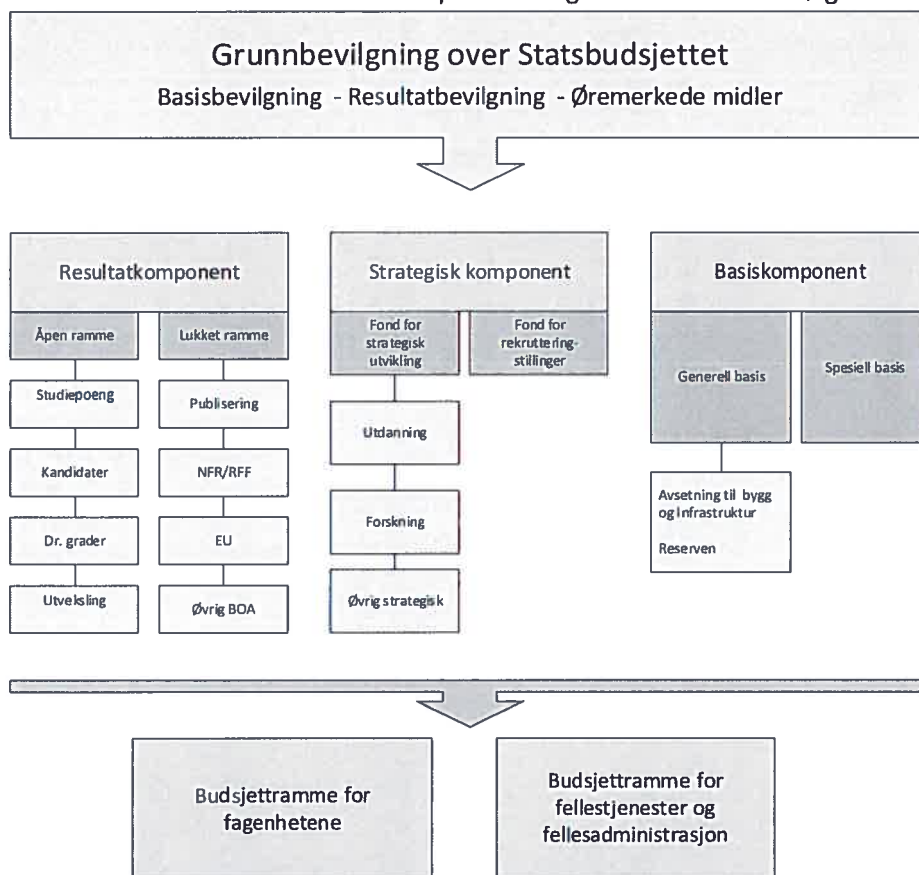 Grunnbevilgning over Statsbudsjettet
Basisbevilgning - Resultatbevilgning - Øremerkede midler
Resultatkomponent
Åpen ramme
Lukket ramme
Studiepoeng
Publisering
Kandidater
NFR/RFF
Dr. grader
EU
Utveksling
Øvrig BOA
Strategisk komponent
Fond for
strategisk
utvikling
Fond for
rekruttering-
stillinger
Utdanning
Forskning
Øvrig strategisk
Basiskomponent
Generell basis
Spesiell basis
Avsetning til bygg
og Infrastruktur
Reserven
Budsjettramme for
fagenhetene
Budsjettramme for
fellestjenester og
fellesadministrasjon